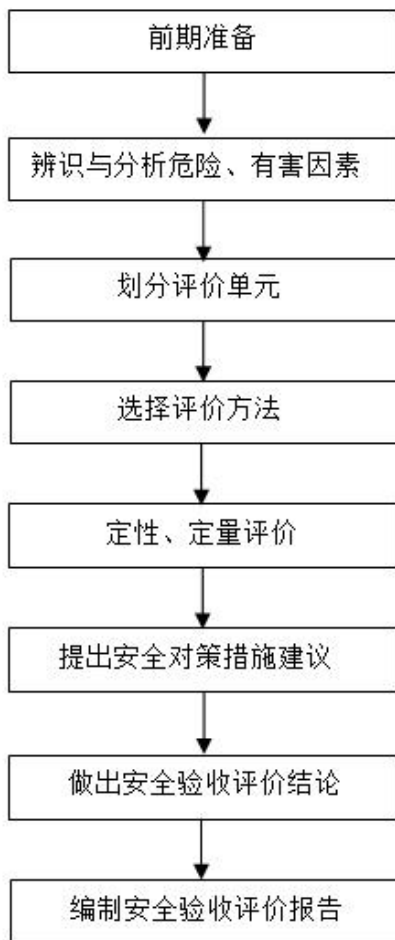 前期准备
辨识与分析危险、有害因素
划分评价单元
选择评价方法
定性、定量评价
提出安全对策措施建议
做出安全验收评价结论
编制安全验收评价报告